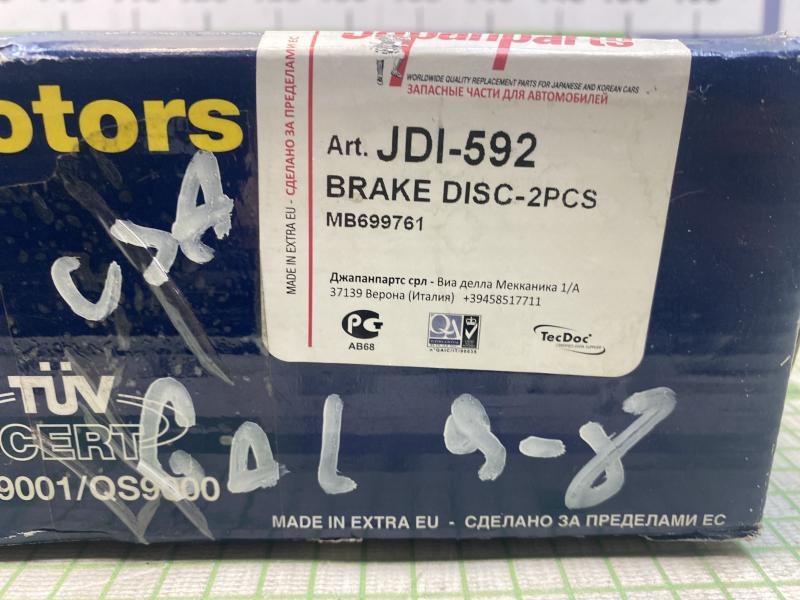 Japanparts
WORLDWIDE QUALITY REPLACEMENT PARTS FOR JAPANESE AND KOREAN CARS
ЗАПАСНЫЕ ЧАСТИ ДЛЯ АВТОМОБИЛЕЙ
otors
MADE IN EXTRA EU - СДЕЛАНО ЗА ПРЕДЕЛАМИ ЕС
Art. JDI-592
BRAKE DISC-2PCS
MB699761
Джапанпартс срл - Виа делла Мекканика 1/А
37139 Верона (Италия) +39458517711
АВ68
QA
TecDoc
USA
GAL 9-8
TÜV
CERT
9001/QS9000
MADE IN EXTRA EU - СДЕЛАНО ЗА ПРЕДЕЛАМИ ЕС